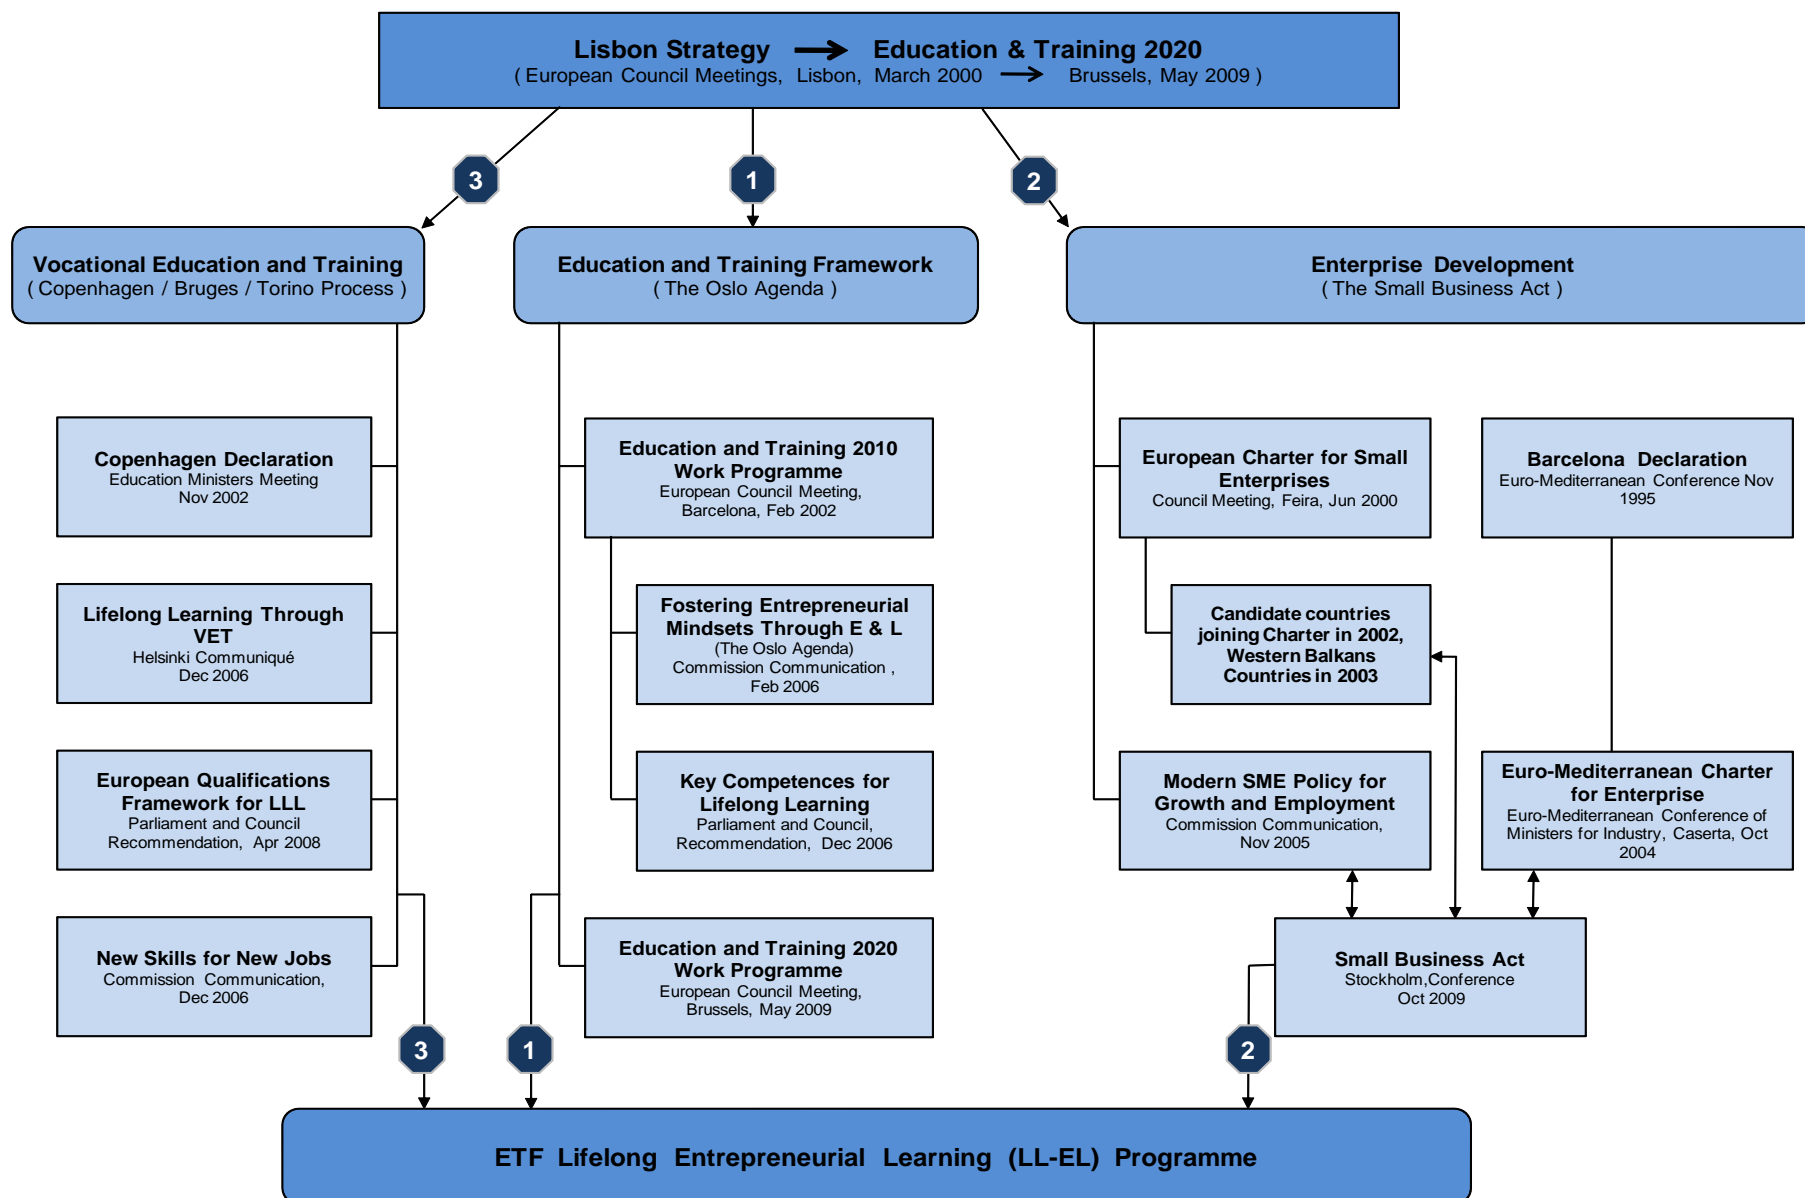 Lisbon Strategy → Education & Training 2020
( European Council Meetings, Lisbon, March 2000 → Brussels, May 2009 )
3
1
2
Vocational Education and Training
( Copenhagen / Bruges / Torino Process )
Education and Training Framework
( The Oslo Agenda )
Enterprise Development
( The Small Business Act )
Copenhagen Declaration
Education Ministers Meeting
Nov 2002
Lifelong Learning Through
VET
Helsinki Communiqué
Dec 2006
European Qualifications
Framework for LLL
Parliament and Council
Recommendation, Apr 2008
New Skills for New Jobs
Commission Communication,
Dec 2006
Education and Training 2010
Work Programme
European Council Meeting,
Barcelona, Feb 2002
Fostering Entrepreneurial
Mindsets Through E & L
(The Oslo Agenda)
Commission Communication ,
Feb 2006
Key Competences for
Lifelong Learning
Parliament and Council,
Recommendation, Dec 2006
Education and Training 2020
Work Programme
European Council Meeting,
Brussels, May 2009
European Charter for Small
Enterprises
Council Meeting, Feira, Jun 2000
Candidate countries
joining Charter in 2002,
Western Balkans
Countries in 2003
Modern SME Policy for
Growth and Employment
Commission Communication,
Nov 2005
Barcelona Declaration
Euro-Mediterranean Conference Nov
1995
Euro-Mediterranean Charter
for Enterprise
Euro-Mediterranean Conference of
Ministers for Industry, Caserta, Oct
2004
Small Business Act
Stockholm,Conference
Oct 2009
3
1
2
ETF Lifelong Entrepreneurial Learning (LL-EL) Programme